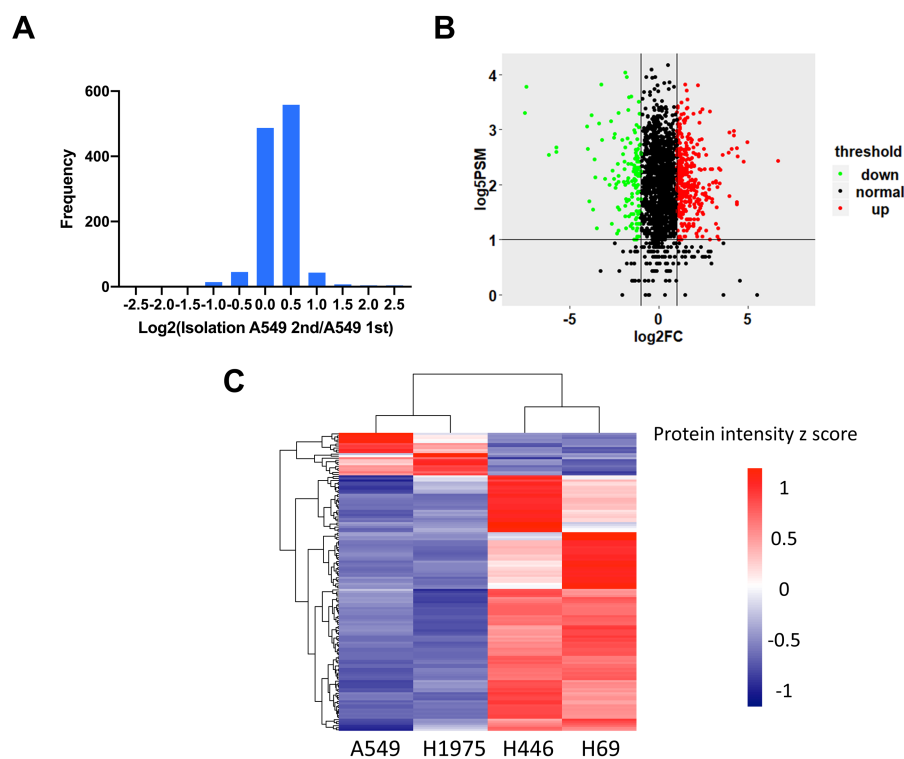 A
600
400
200
0
Frequency
-2.5 -2.0 -1.5 -1.0 -0.5 0.0 0.5 1.0 1.5 2.0 2.5
Log2(Isolation A549 2nd/A549 1st)
B
4
3
2
1
0
log5PSM
-5 0 5
log2FC
threshold
down
normal
up
C
Protein intensity z score
1
0.5
0
-0.5
-1
A549 H1975 H446 H69